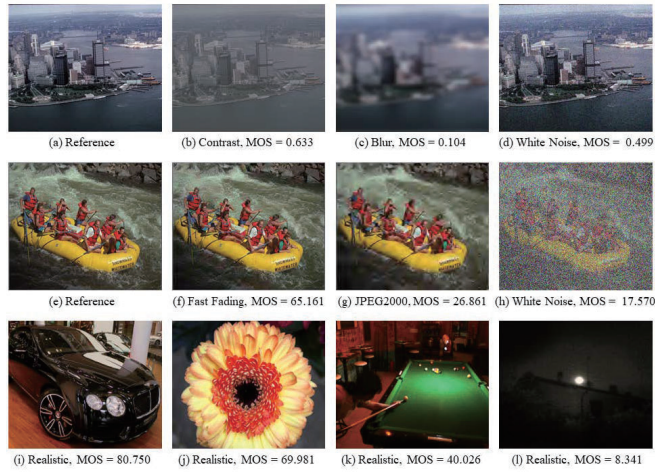 (a) Reference
(b) Contrast, MOS = 0.633
(c) Blur, MOS = 0.104
(d) White Noise, MOS = 0.499
(e) Reference
(f) Fast Fading, MOS = 65.161
(g) JPEG2000, MOS = 26.861
(h) White Noise, MOS = 17.570
(i) Realistic, MOS = 80.750
(j) Realistic, MOS = 69.981
(k) Realistic, MOS = 40.026
(l) Realistic, MOS = 8.341